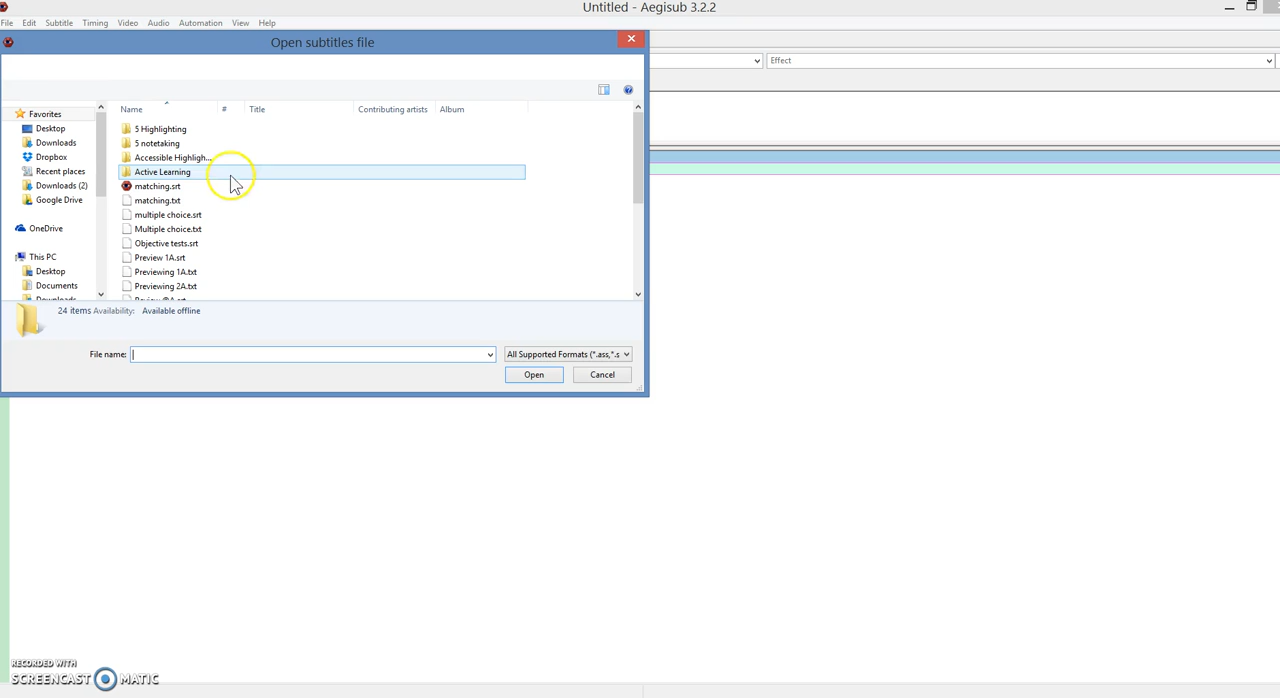 Untitled - Aegisub 3.2.2
File Edit Subtitle Timing Video Audio Automation View Help
Open subtitles file
Effect
Name # Title Contributing artists Album
Favorites
Desktop
Downloads
Dropbox
Recent places
Downloads (2)
Google Drive
OneDrive
This PC
Desktop
Documents
Downloads
5 Highlighting
5 notetaking
Accessible Highligh...
Active Learning
matching.srt
matching.txt
multiple choice.srt
Multiple choice.txt
Objective tests.srt
Preview 1A.srt
Previewing 1A.txt
Previewing 2A.txt
24 items Availability: Available offline
File name:
All Supported Formats (*.ass,*.s
Open Cancel
RECORDED WITH
SCREENCAST MATIC